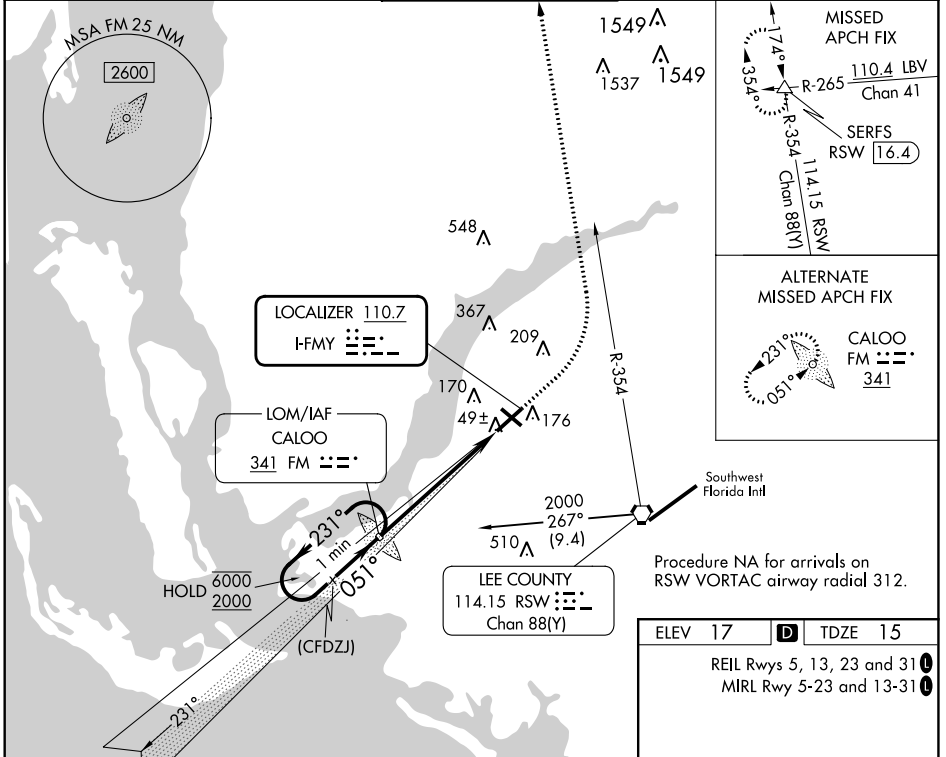 MSA FM 25 NM
2600
1549
1537
1549
548
367
209
170
49±
176
LOCALIZER 110.7
I-FMY
LOM/IAF
CALOO
341 FM
R-354
231°
1 min
051°
HOLD
6000
2000
(CFDZJ)
231°
2000
267°
(9.4)
510
LEE COUNTY
114.15 RSW
Chan 88(Y)
Southwest
Florida Intl
Procedure NA for arrivals on
RSW VORTAC airway radial 312.
MISSED
APCH FIX
174°
354°
R-265
110.4 LBV
Chan 41
SERFS
RSW 16.4
R-354 114.15 RSW
Chan 88(Y)
ALTERNATE
MISSED APCH FIX
231°
051°
CALOO
FM
341
ELEV 17 D TDZE 15
REIL Rwys 5, 13, 23 and 31 L
MIRL Rwy 5-23 and 13-31 L